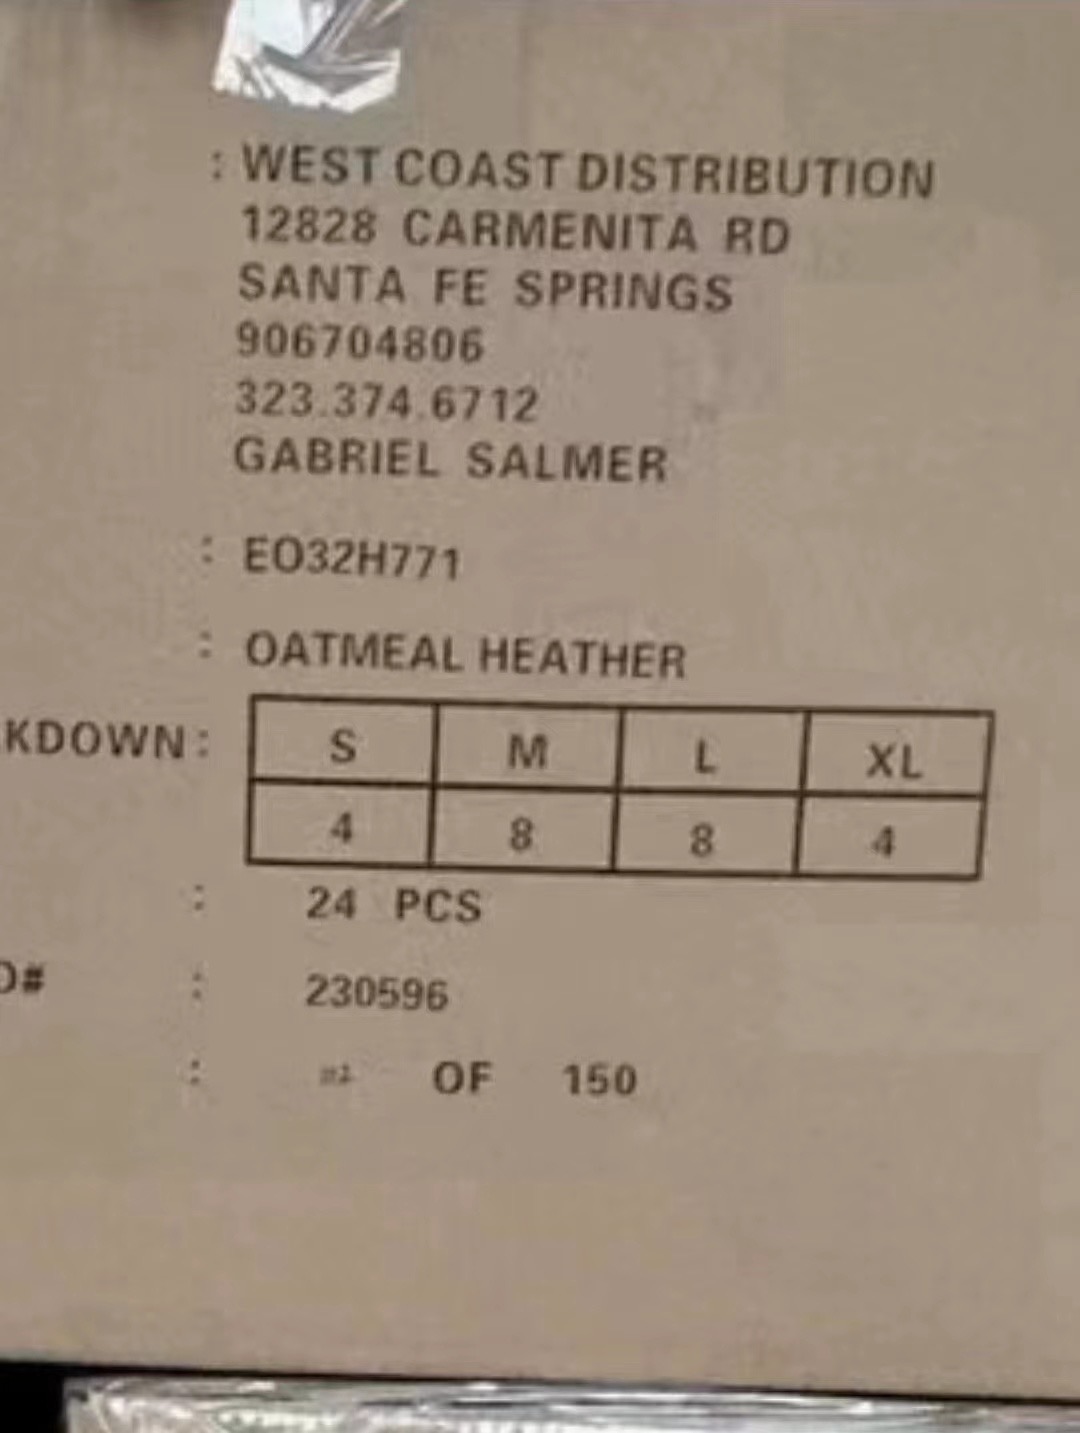 : WEST COAST DISTRIBUTION
12828 CARMENITA RD
SANTA FE SPRINGS
906704806
323.374.6712
GABRIEL SALMER
: EO32H771
: OATMEAL HEATHER
KDOWN: S M L XL
4 8 8 4
: 24 PCS
O# : 230596
: OF 150